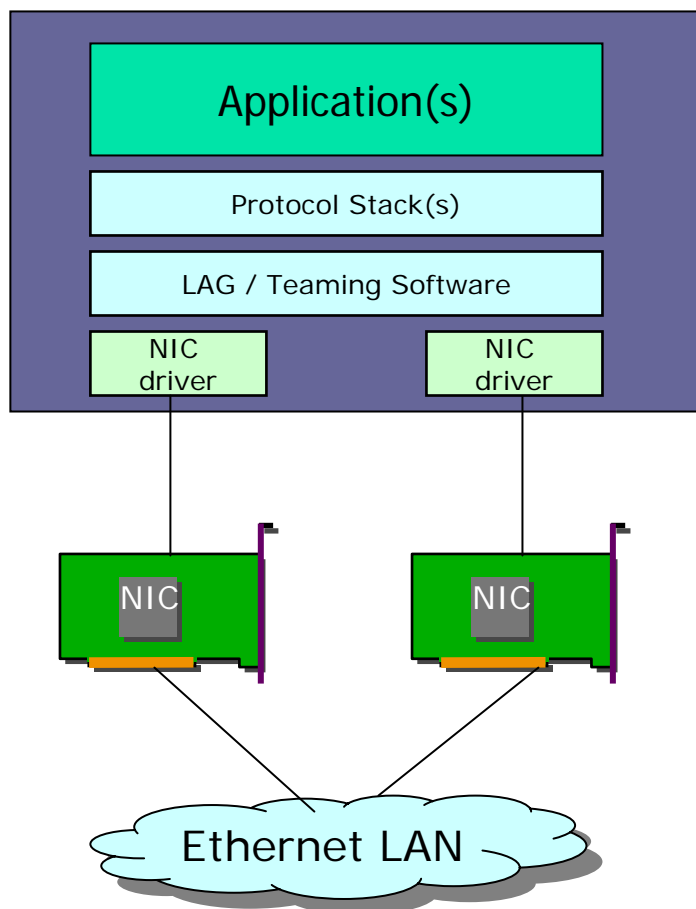 Application(s)
Protocol Stack(s)
LAG / Teaming Software
NIC
driver
NIC
driver
NIC
NIC
Ethernet LAN